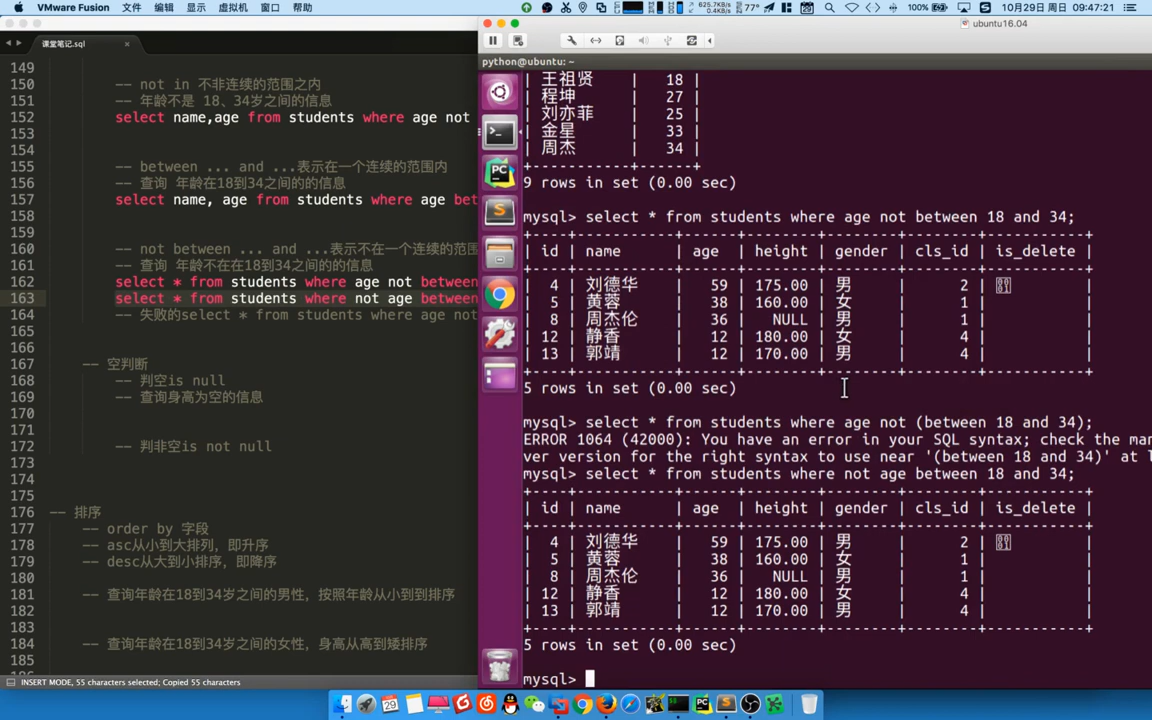 VMware Fusion 文件 编辑 显示 虚拟机 窗口 帮助 625.7KB/s 0.4KB/s 77° 100% 10月29日 周日 09:47:21
课堂笔记.sql
149
150 -- not in 不非连续的范围之内
151 -- 年龄不是 18、34岁之间的信息
152 select name,age from students where age not
153
154
155 -- between ... and ...表示在一个连续的范围内
156 -- 查询 年龄在18到34之间的的信息
157 select name, age from students where age bet
158
159
160 -- not between ... and ...表示不在一个连续的范围
161 -- 查询 年龄不在在18到34之间的的信息
162 select * from students where age not between
163 select * from students where not age between
164 -- 失败的select * from students where age not
165
166
167 -- 空判断
168 -- 判空is null
169 -- 查询身高为空的信息
170
171
172 -- 判非空is not null
173
174
175
176 -- 排序
177 -- order by 字段
178 -- asc从小到大排列，即升序
179 -- desc从大到小排序，即降序
180
181 -- 查询年龄在18到34岁之间的男性，按照年龄从小到到排序
182
183
184 -- 查询年龄在18到34岁之间的女性，身高从高到矮排序
185
INSERT MODE, 55 characters selected; Copied 55 characters
ubuntu16.04
python@ubuntu: ~
| 王祖贤 | 18 |
| 程坤 | 27 |
| 刘亦菲 | 25 |
| 金星 | 33 |
| 周杰 | 34 |
+-----------+------+
9 rows in set (0.00 sec)
mysql> select * from students where age not between 18 and 34;
| id | name | age | height | gender | cls_id | is_delete |
| 4 | 刘德华 | 59 | 175.00 | 男 | 2 |
| 5 | 黄蓉 | 38 | 160.00 | 女 | 1 |
| 8 | 周杰伦 | 36 | NULL | 男 | 1 |
| 12 | 静香 | 12 | 180.00 | 女 | 4 |
| 13 | 郭靖 | 12 | 170.00 | 男 | 4 |
5 rows in set (0.00 sec)
mysql> select * from students where age not (between 18 and 34);
ERROR 1064 (42000): You have an error in your SQL syntax; check the man
ver version for the right syntax to use near '(between 18 and 34)' at l
mysql> select * from students where not age between 18 and 34;
| id | name | age | height | gender | cls_id | is_delete |
| 4 | 刘德华 | 59 | 175.00 | 男 | 2 |
| 5 | 黄蓉 | 38 | 160.00 | 女 | 1 |
| 8 | 周杰伦 | 36 | NULL | 男 | 1 |
| 12 | 静香 | 12 | 180.00 | 女 | 4 |
| 13 | 郭靖 | 12 | 170.00 | 男 | 4 |
5 rows in set (0.00 sec)
mysql>